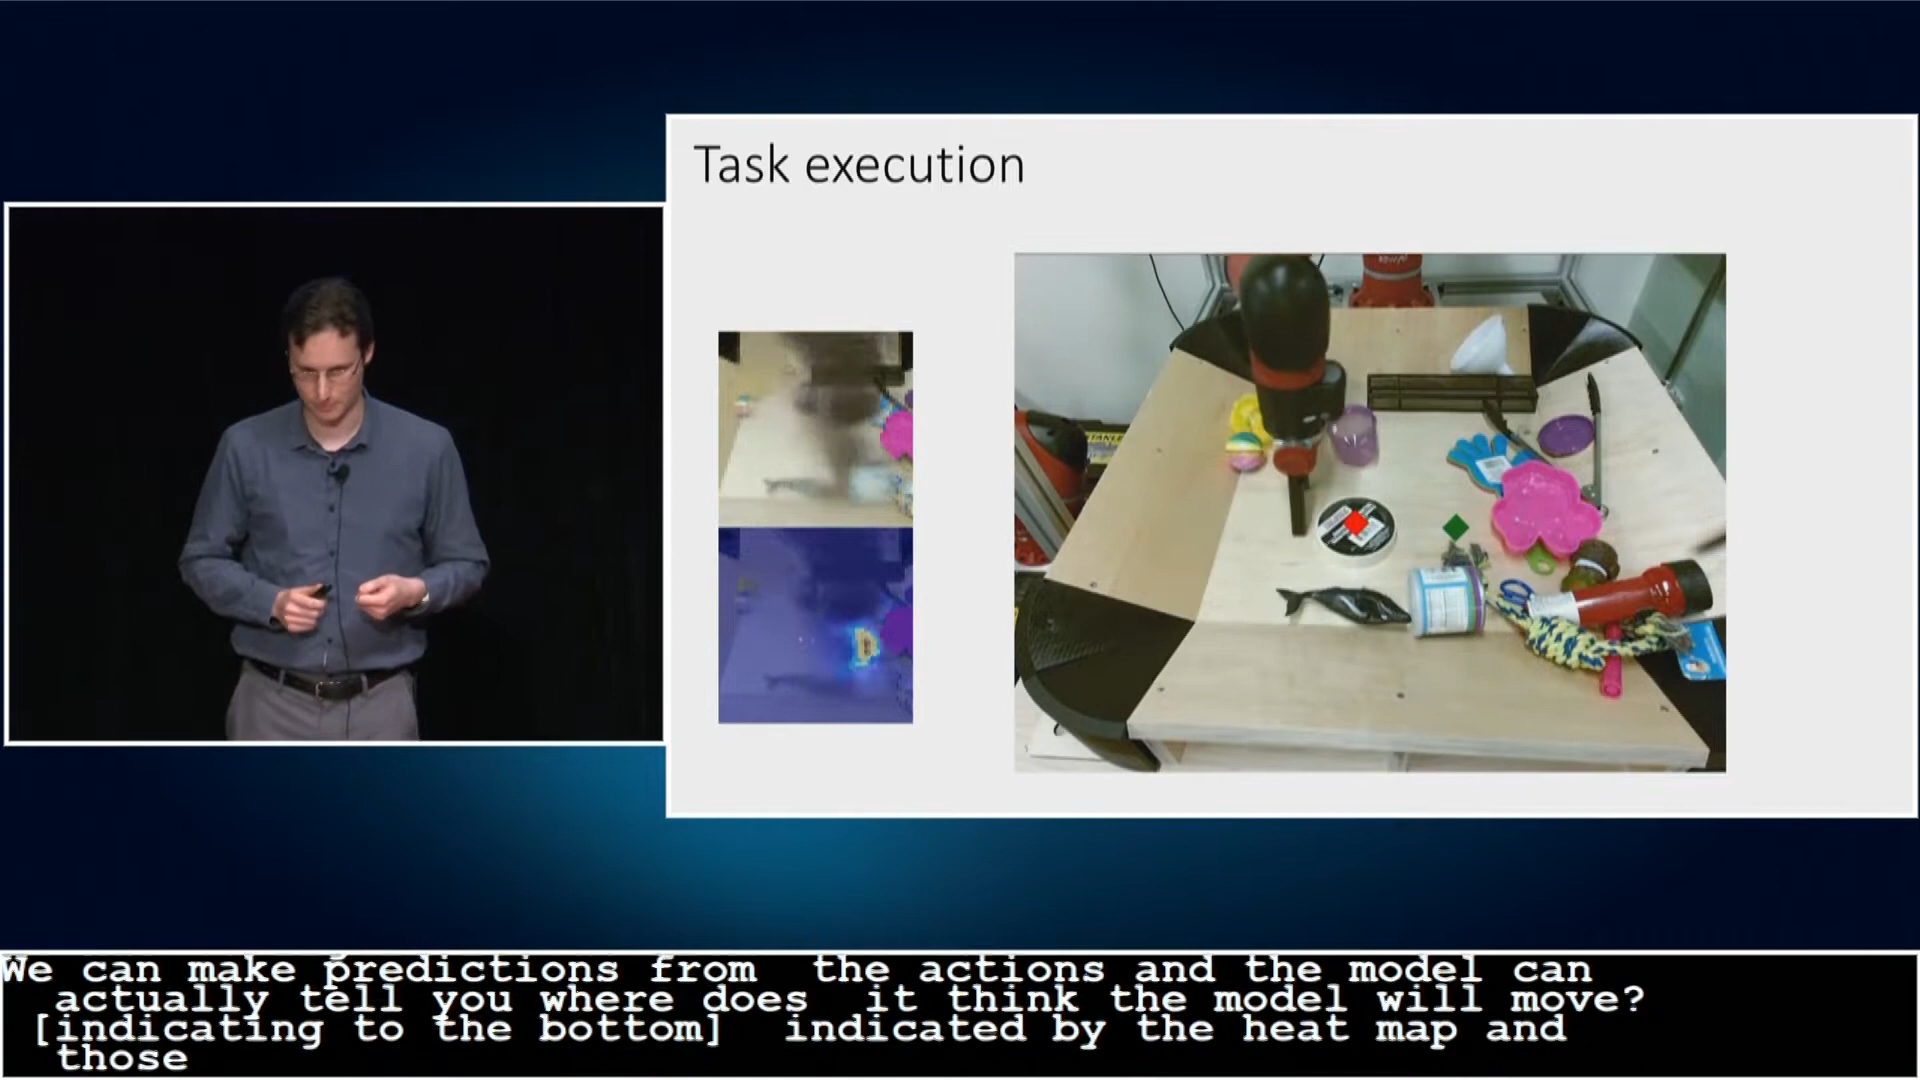 Task execution
We can make predictions from the actions and the model can
actually tell you where does it think the model will move?
[indicating to the bottom] indicated by the heat map and
those